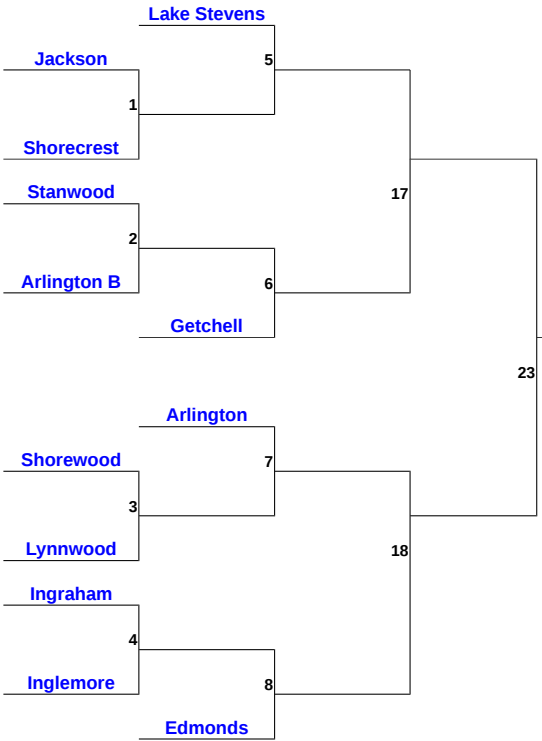 Lake Stevens
Jackson
5
1
Shorecrest
Stanwood
17
2
Arlington B
6
Getchell
23
Arlington
Shorewood
7
3
Lynnwood
18
Ingraham
4
Inglemore
8
Edmonds